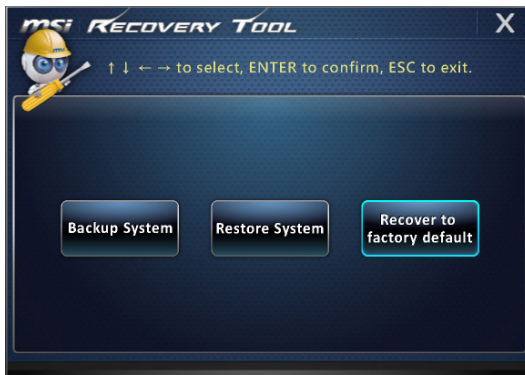 msi RECOVERY TOOL X
↑ ↓ ← → to select, ENTER to confirm, ESC to exit.
Backup System
Restore System
Recover to
factory default